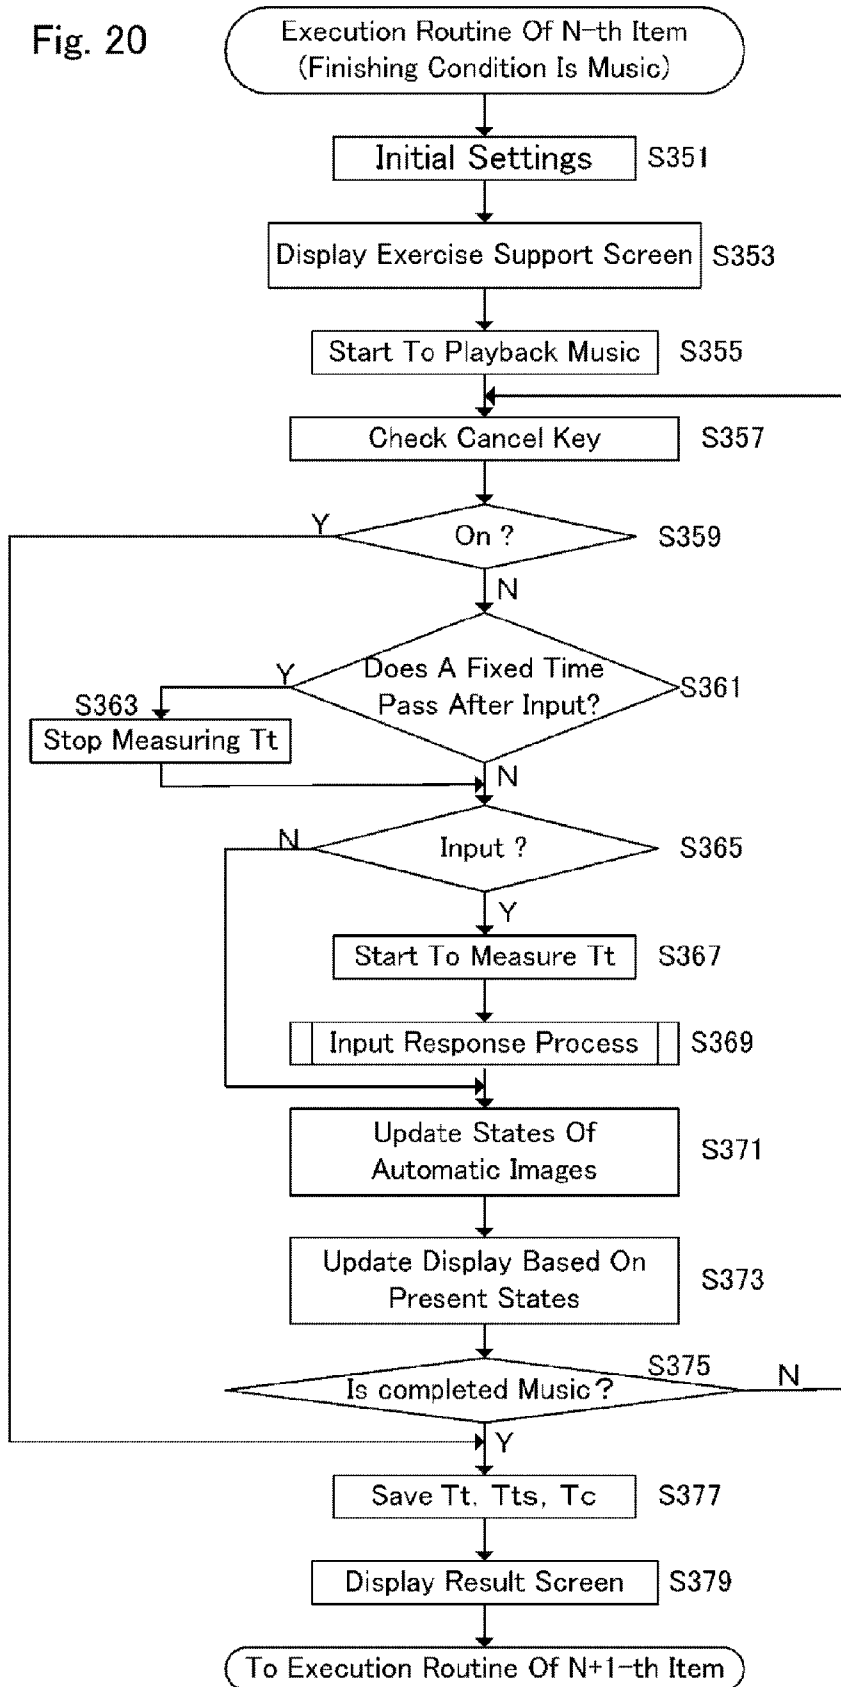 Fig. 20
Execution Routine Of N-th Item
(Finishing Condition Is Music)
Initial Settings
S351
Display Exercise Support Screen
S353
Start To Playback Music
S355
Check Cancel Key
S357
Y
On ?
S359
N
Y
Does A Fixed Time
Pass After Input?
S361
S363
Stop Measuring Tt
N
N
Input ?
S365
Y
Start To Measure Tt
S367
Input Response Process
S369
Update States Of
Automatic Images
S371
Update Display Based On
Present States
S373
S375
Is completed Music?
N
Y
Save Tt, Tts, Tc
S377
Display Result Screen
S379
To Execution Routine Of N+1-th Item